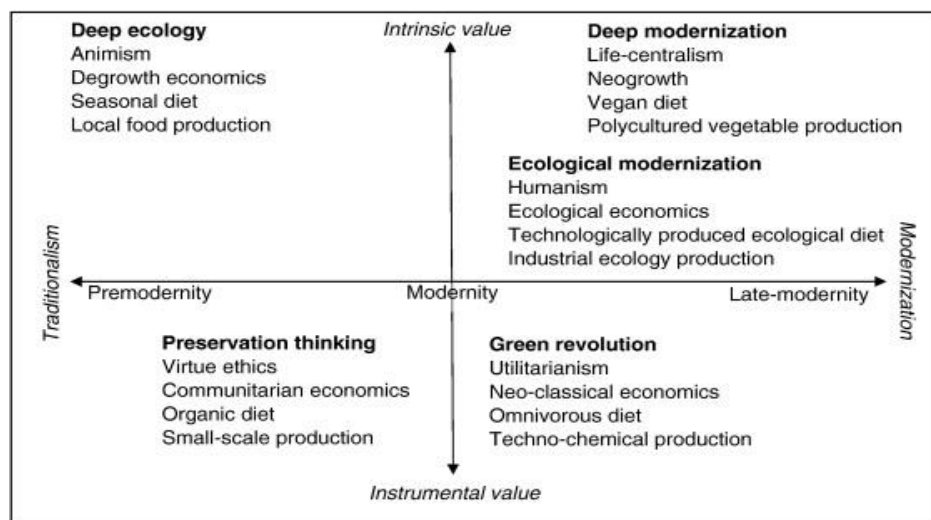 Deep ecology
Animism
Degrowth economics
Seasonal diet
Local food production
Intrinsic value
Deep modernization
Life-centralism
Neogrowth
Vegan diet
Polycultured vegetable production
Ecological modernization
Humanism
Ecological economics
Technologically produced ecological diet
Industrial ecology production
Traditionalism
Premodernity
Modernity
Late-modernity
Modernization
Preservation thinking
Virtue ethics
Communitarian economics
Organic diet
Small-scale production
Green revolution
Utilitarianism
Neo-classical economics
Omnivorous diet
Techno-chemical production
Instrumental value